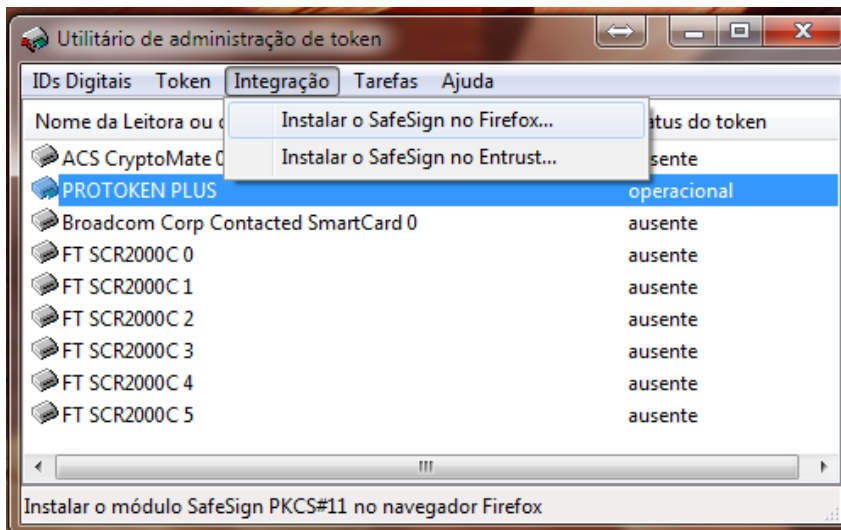 Utilitário de administração de token
IDs Digitais Token Integração Tarefas Ajuda
Nome da Leitora ou
Instalar o SafeSign no Firefox...
Instalar o SafeSign no Entrust...
do token
ACS CryptoMate
PROTOKEN PLUS operacional
Broadcom Corp Contacted SmartCard 0 ausente
FT SCR2000C 0 ausente
FT SCR2000C 1 ausente
FT SCR2000C 2 ausente
FT SCR2000C 3 ausente
FT SCR2000C 4 ausente
FT SCR2000C 5 ausente
Instalar o módulo SafeSign PKCS#11 no navegador Firefox